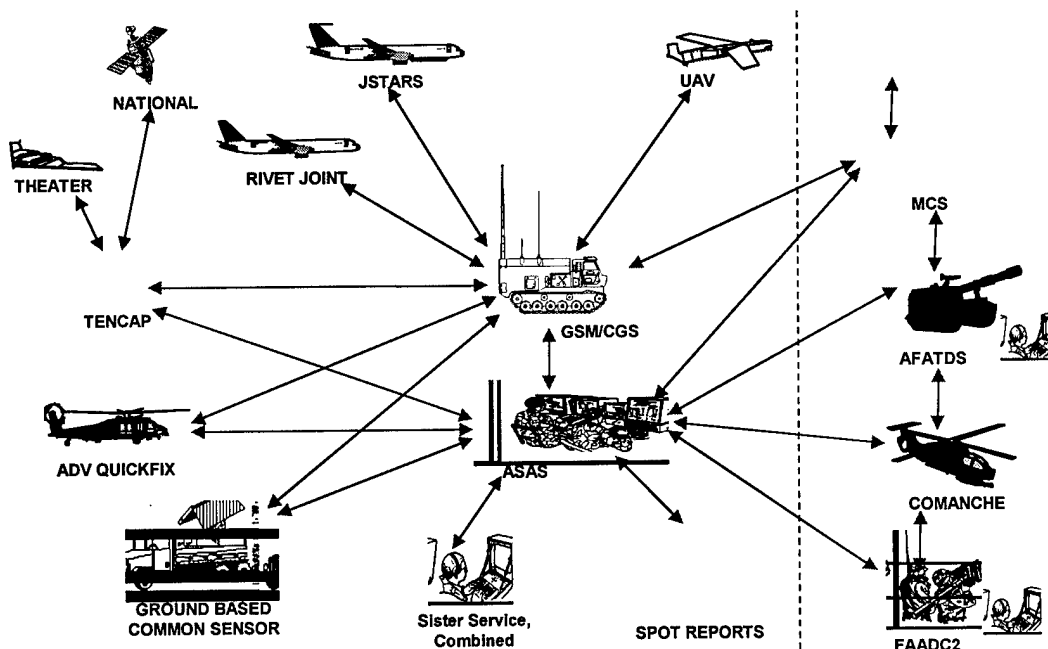 NATIONAL
JSTARS
UAV
THEATER
RIVET JOINT
MCS
TENCAP
GSM/CGS
AFATDS
ADV QUICKFIX
ASAS
COMANCHE
GROUND BASED
COMMON SENSOR
Sister Service,
Combined
SPOT REPORTS
FAADC2